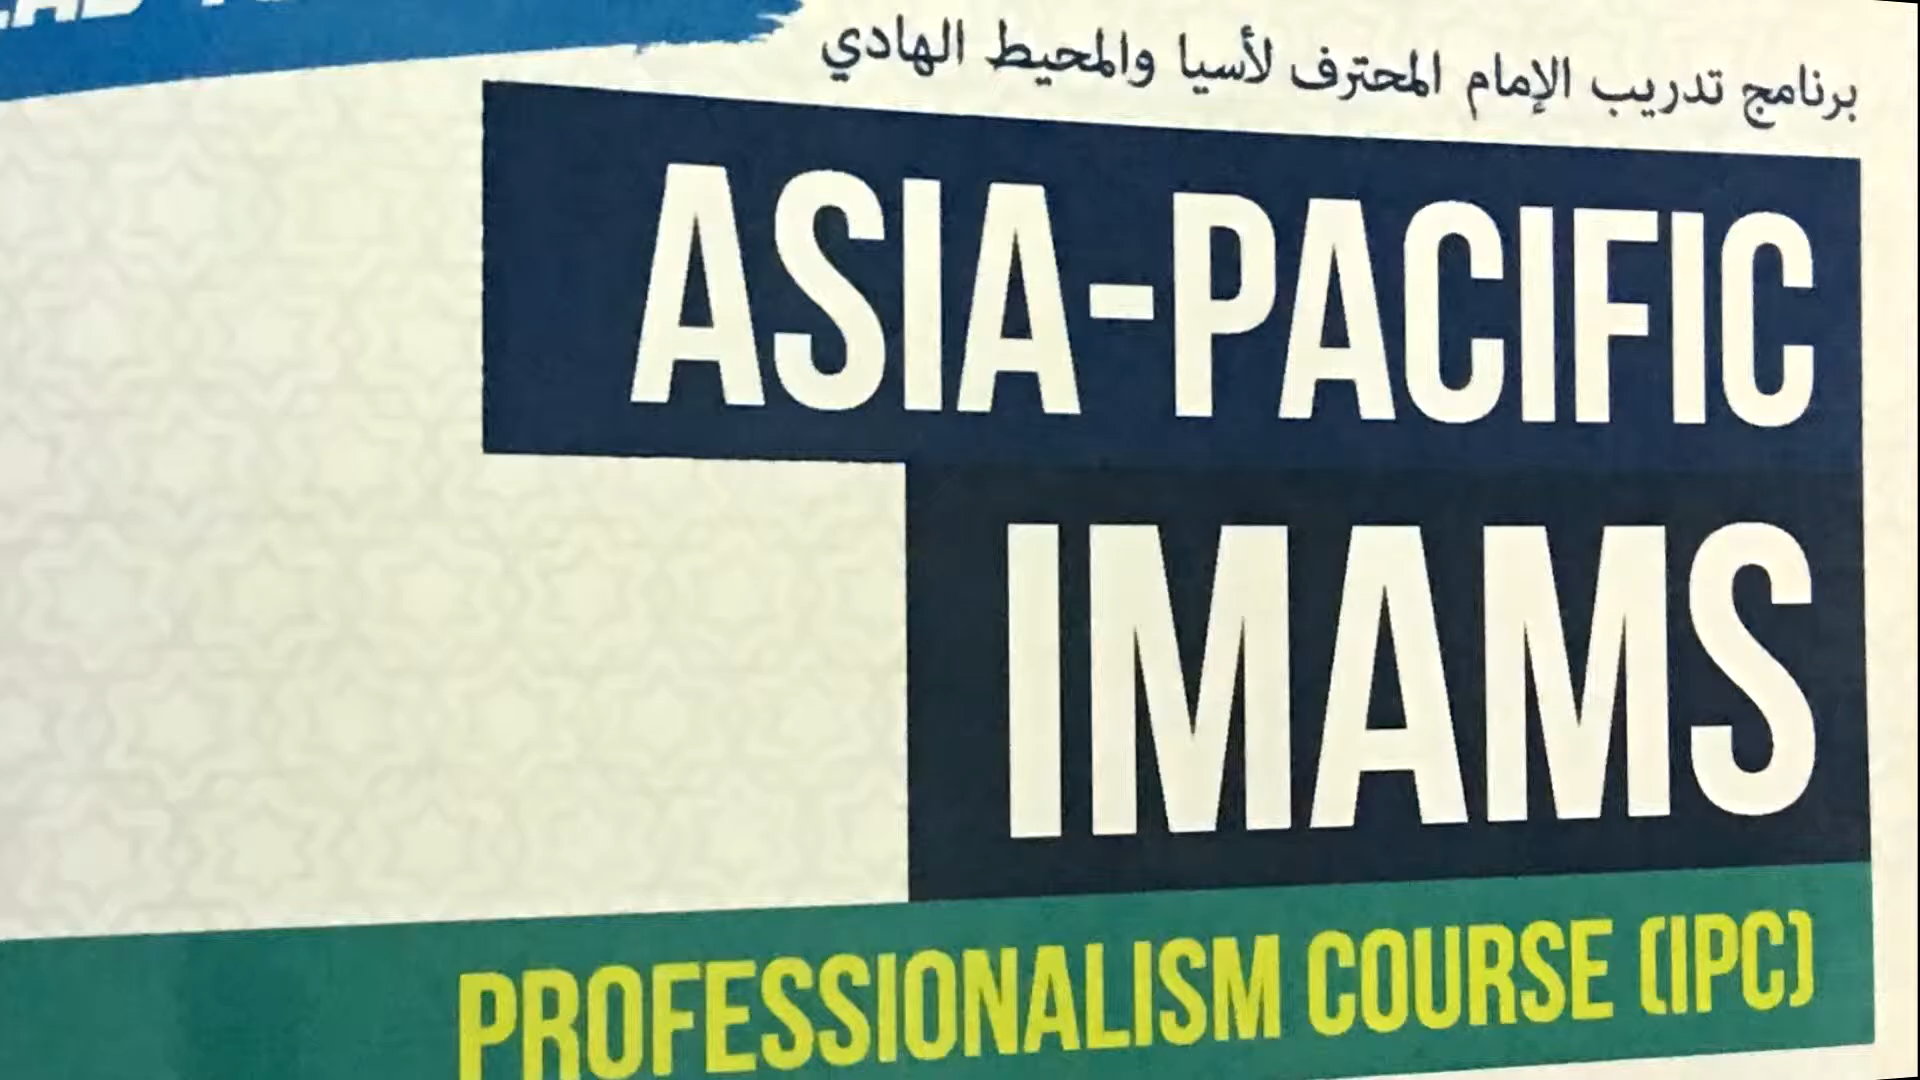 برنامج تدريب الإمام المحترف لأسيا والمحيط الهادي
ASIA-PACIFIC
IMAMS
PROFESSIONALISM COURSE (IPC)